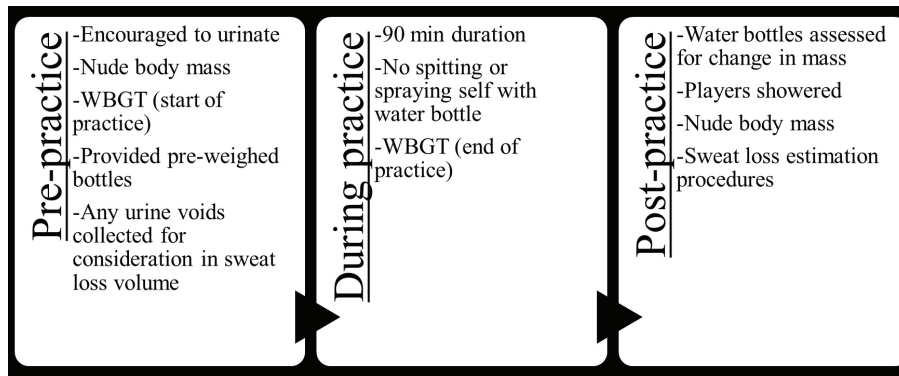 Pre-practice
-Encouraged to urinate
-Nude body mass
-WBGT (start of
practice)
-Provided pre-weighed
bottles
-Any urine voids
collected for
consideration in sweat
loss volume
During practice
-90 min duration
-No spitting or
spraying self with
water bottle
-WBGT (end of
practice)
Post-practice
-Water bottles assessed
for change in mass
-Players showered
-Nude body mass
-Sweat loss estimation
procedures